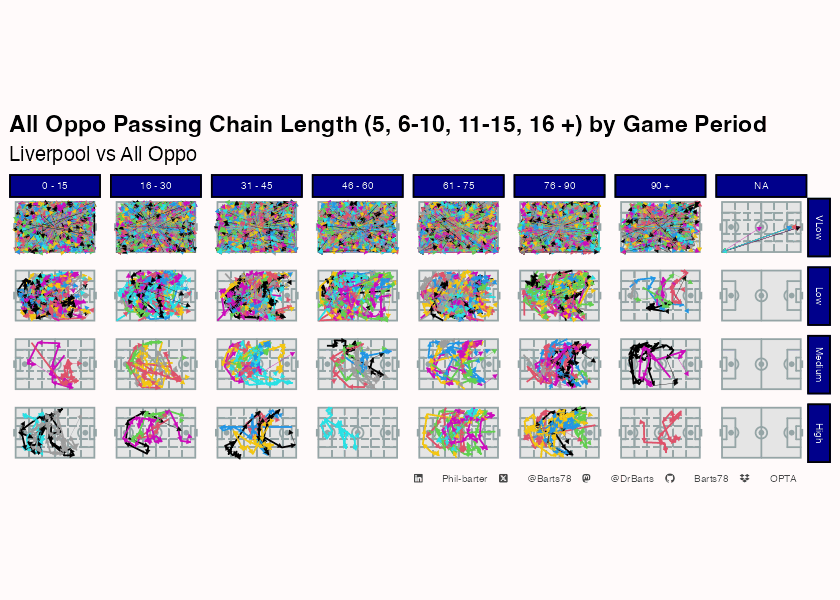 All Oppo Passing Chain Length (5, 6-10, 11-15, 16 +) by Game Period
Liverpool vs All Oppo
0 - 15 16 - 30 31 - 45 46 - 60 61 - 75 76 - 90 90 + NA
VLow
Low
Medium
High
Phil-barter @Barts78 @DrBarts Barts78 OPTA